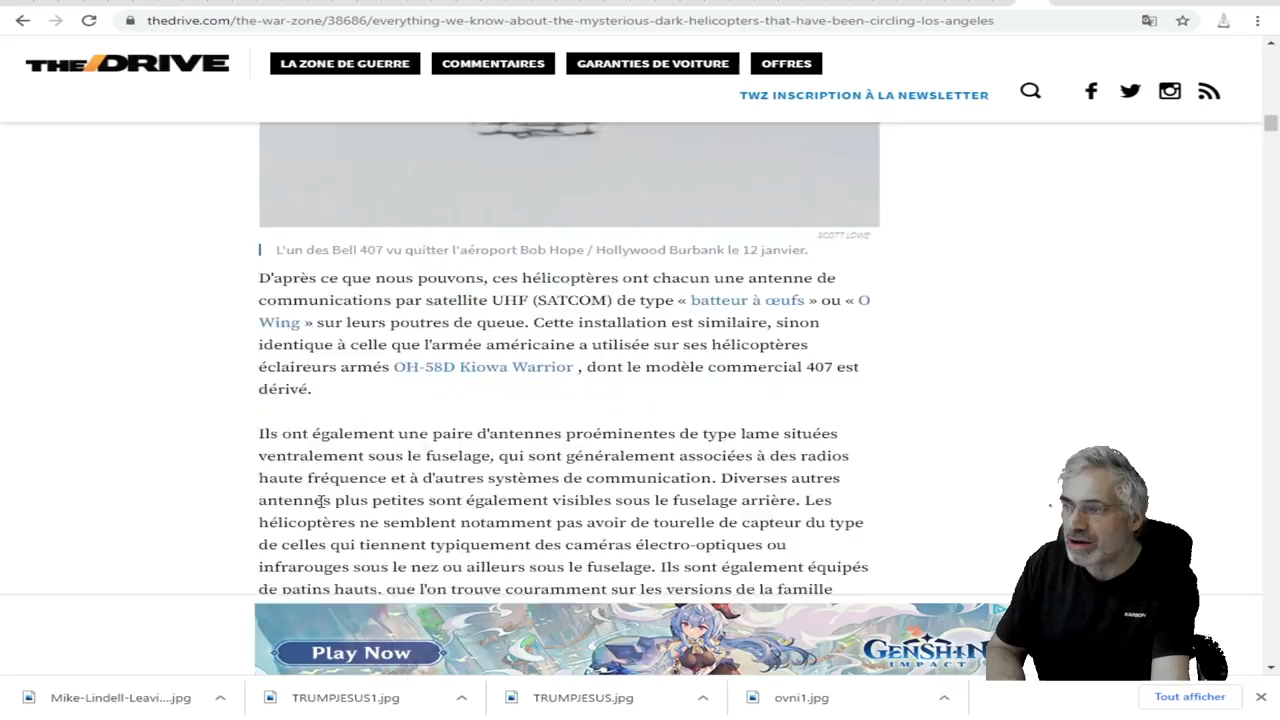 thedrive.com/the-war-zone/38686/everything-we-know-about-the-mysterious-dark-helicopters-that-have-been-circling-los-angeles
THE/DRIVE
LA ZONE DE GUERRE COMMENTAIRES GARANTIES DE VOITURE OFFRES
TWZ INSCRIPTION À LA NEWSLETTER
SCOTT LOWE
L'un des Bell 407 vu quitter l'aéroport Bob Hope / Hollywood Burbank le 12 janvier.
D'après ce que nous pouvons, ces hélicoptères ont chacun une antenne de
communications par satellite UHF (SATCOM) de type « batteur à œufs » ou « O
Wing » sur leurs poutres de queue. Cette installation est similaire, sinon
identique à celle que l'armée américaine a utilisée sur ses hélicoptères
éclaireurs armés OH-58D Kiowa Warrior , dont le modèle commercial 407 est
dérivé.
Ils ont également une paire d'antennes proéminentes de type lame situées
ventralement sous le fuselage, qui sont généralement associées à des radios
haute fréquence et à d'autres systèmes de communication. Diverses autres
antennes plus petites sont également visibles sous le fuselage arrière. Les
hélicoptères ne semblent notamment pas avoir de tourelle de capteur du type
de celles qui tiennent typiquement des caméras électro-optiques ou
infrarouges sous le nez ou ailleurs sous le fuselage. Ils sont également équipés
de patins hauts, que l'on trouve couramment sur les versions de la famille
Play Now
GENSHIN
IMPACT
KARBON
Mike-Lindell-Leavi....jpg TRUMPJESUS1.jpg TRUMPJESUS.jpg ovni1.jpg Tout afficher